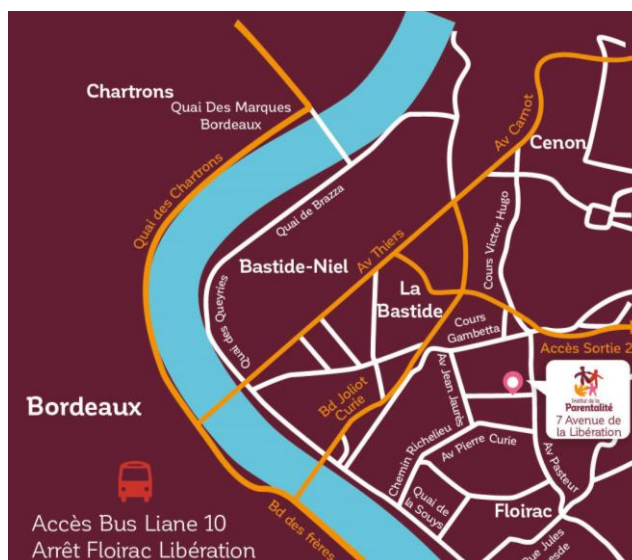 Chartrons
Quai Des Marques
Bordeaux
Quai des Chartrons
Quai de Brazza
Av Carnot
Cenon
Cours Victor Hugo
Bastide-Niel
Av Thiers
La
Bastide
Quai des Queyries
Cours
Gambetta
Accès Sortie 2
Institut de la
Parentalité
7 Avenue de
la Libération
Bordeaux
Bd Joliot
Curie
Av Jean Jaurès
Chemin Richelieu
Av Pierre Curie
Av Pasteur
Quai de
la Souys
Floirac
Bd des frères
Rue Jules
esde
Accès Bus Liane 10
Arrêt Floirac Libération